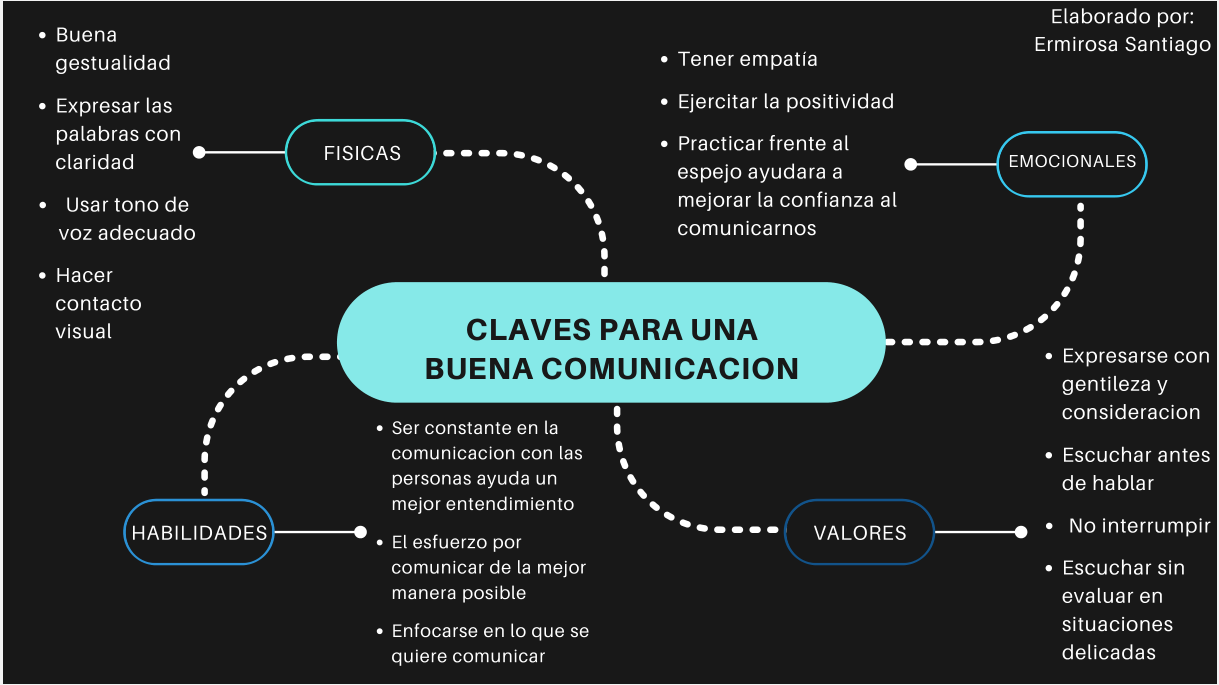 Elaborado por:
Ermirosa Santiago
CLAVES PARA UNA
BUENA COMUNICACION
FISICAS
• Buena
gestualidad
• Expresar las
palabras con
claridad
• Usar tono de
voz adecuado
• Hacer
contacto
visual
EMOCIONALES
• Tener empatía
• Ejercitar la positividad
• Practicar frente al
espejo ayudara a
mejorar la confianza al
comunicarnos
HABILIDADES
• Ser constante en la
comunicacion con las
personas ayuda un
mejor entendimiento
• El esfuerzo por
comunicar de la mejor
manera posible
• Enfocarse en lo que se
quiere comunicar
VALORES
• Expresarse con
gentileza y
consideracion
• Escuchar antes
de hablar
• No interrumpir
• Escuchar sin
evaluar en
situaciones
delicadas